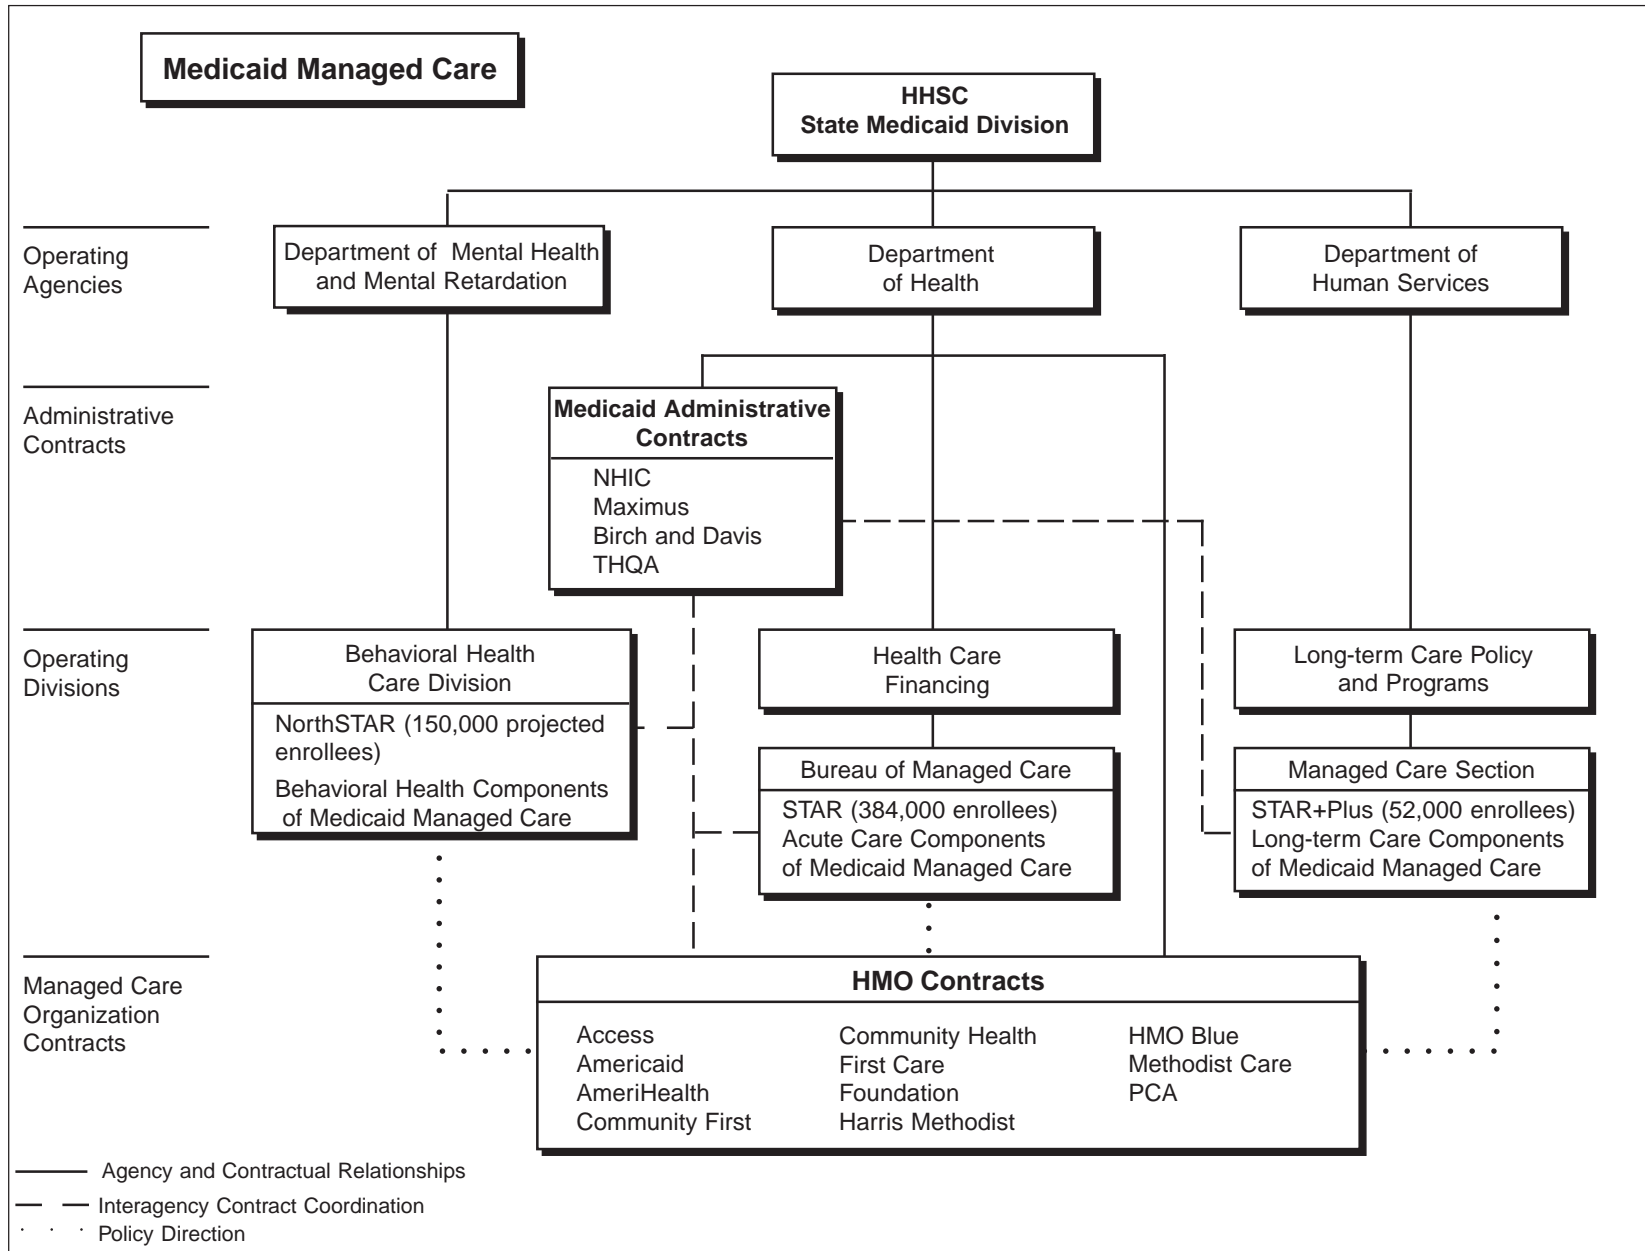 Medicaid Managed Care
HHSC
State Medicaid Division
Operating
Agencies
Department of Mental Health
and Mental Retardation
Department
of Health
Department of
Human Services
Administrative
Contracts
Medicaid Administrative
Contracts
NHIC
Maximus
Birch and Davis
THQA
Operating
Divisions
Behavioral Health
Care Division
NorthSTAR (150,000 projected
enrollees)
Behavioral Health Components
of Medicaid Managed Care
Health Care
Financing
Bureau of Managed Care
STAR (384,000 enrollees)
Acute Care Components
of Medicaid Managed Care
Long-term Care Policy
and Programs
Managed Care Section
STAR+Plus (52,000 enrollees)
Long-term Care Components
of Medicaid Managed Care
Managed Care
Organization
Contracts
HMO Contracts
Access
Americaid
AmeriHealth
Community First
Community Health
First Care
Foundation
Harris Methodist
HMO Blue
Methodist Care
PCA
Agency and Contractual Relationships
Interagency Contract Coordination
Policy Direction